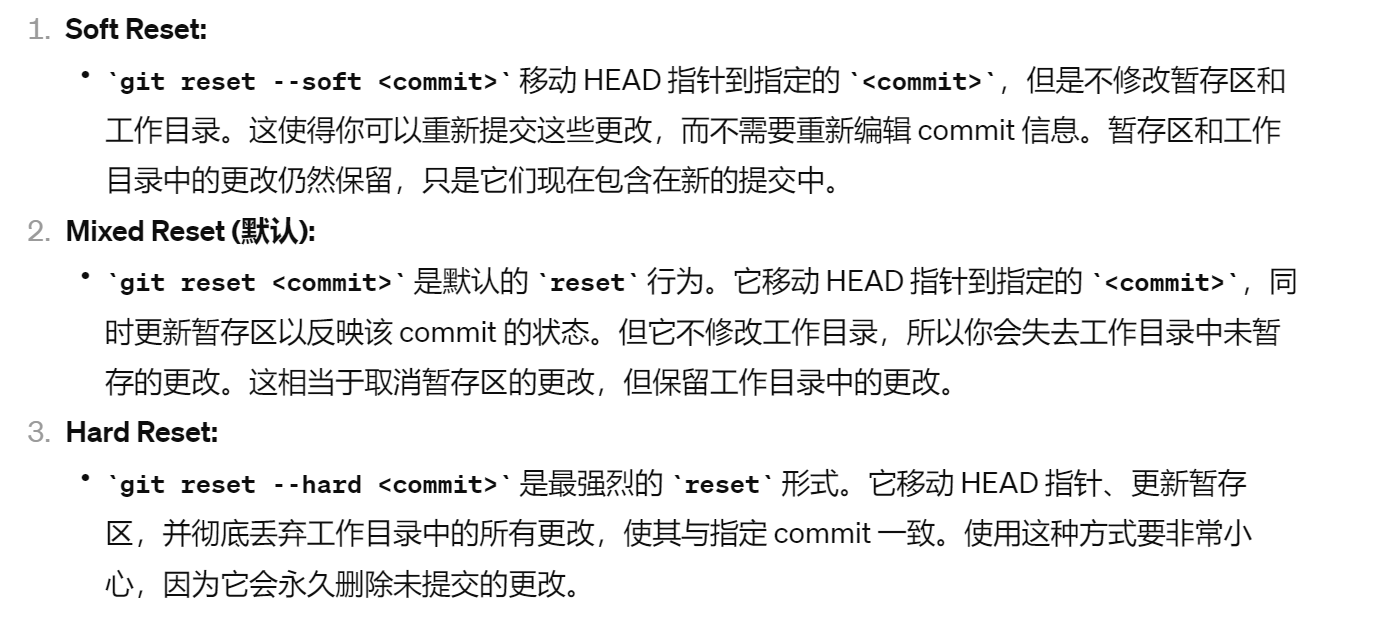 1. Soft Reset:
• `git reset --soft <commit>` 移动 HEAD 指针到指定的 `<commit>`，但是不修改暂存区和
工作目录。这使得你可以重新提交这些更改，而不需要重新编辑 commit 信息。暂存区和工作
目录中的更改仍然保留，只是它们现在包含在新的提交中。
2. Mixed Reset (默认):
• `git reset <commit>` 是默认的 `reset` 行为。它移动 HEAD 指针到指定的 `<commit>`，同
时更新暂存区以反映该 commit 的状态。但它不修改工作目录，所以你会失去工作目录中未暂
存的更改。这相当于取消暂存区的更改，但保留工作目录中的更改。
3. Hard Reset:
• `git reset --hard <commit>` 是最强烈的 `reset` 形式。它移动 HEAD 指针、更新暂存
区，并彻底丢弃工作目录中的所有更改，使其与指定 commit 一致。使用这种方式要非常小
心，因为它会永久删除未提交的更改。